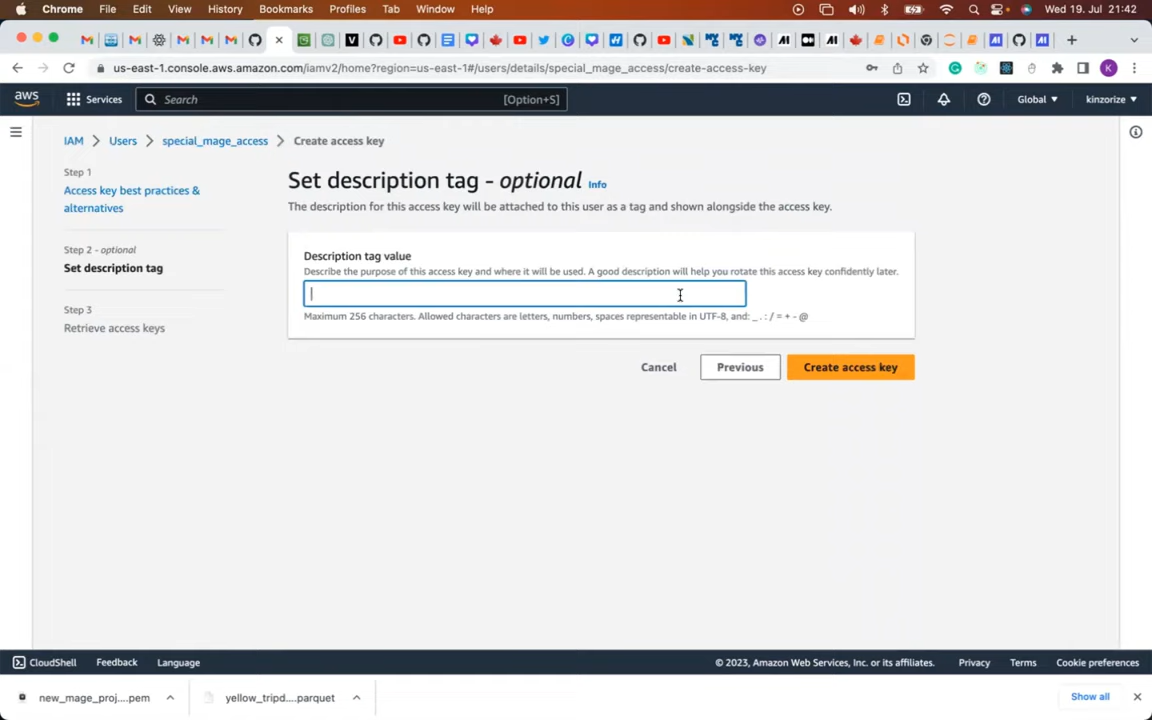 Chrome File Edit View History Bookmarks Profiles Tab Window Help Wed 19. Jul 21:42
us-east-1.console.aws.amazon.com/iamv2/home?region=us-east-1#/users/details/special_mage_access/create-access-key K
aws Services Search [Option+S] Global kinzorize
IAM > Users > special_mage_access > Create access key
Step 1
Access key best practices &
alternatives
Step 2 - optional
Set description tag
Step 3
Retrieve access keys
Set description tag - optional Info
The description for this access key will be attached to this user as a tag and shown alongside the access key.
Description tag value
Describe the purpose of this access key and where it will be used. A good description will help you rotate this access key confidently later.
Maximum 256 characters. Allowed characters are letters, numbers, spaces representable in UTF-8, and: _ . : / = + - @
Cancel Previous Create access key
CloudShell Feedback Language © 2023, Amazon Web Services, Inc. or its affiliates. Privacy Terms Cookie preferences
new_mage_proj....pem yellow_tripd....parquet Show all